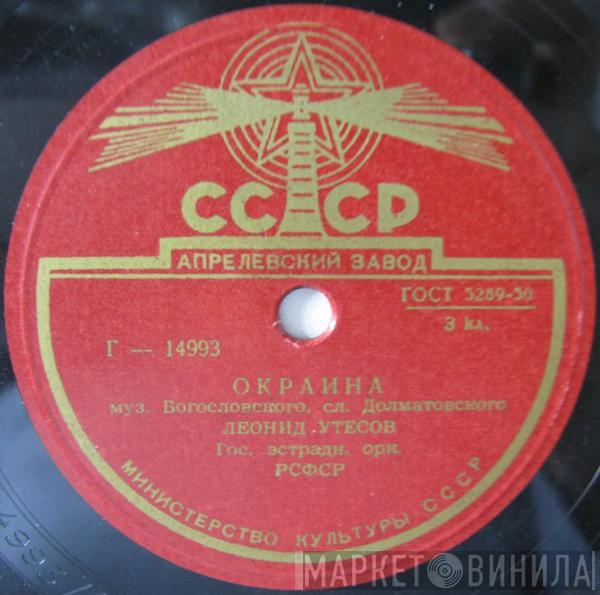 СССР
АПРЕЛЕВСКИЙ ЗАВОД
ГОСТ 5289-50
3 кл.
Г — 14993
ОКРАИНА
муз. Богословского, сл. Долматовского
ЛЕОНИД УТЕСОВ
Гос. эстрадн. орк.
РСФСР
МИНИСТЕРСТВО КУЛЬТУРЫ СССР
МАРКЕТ ВИНИЛА